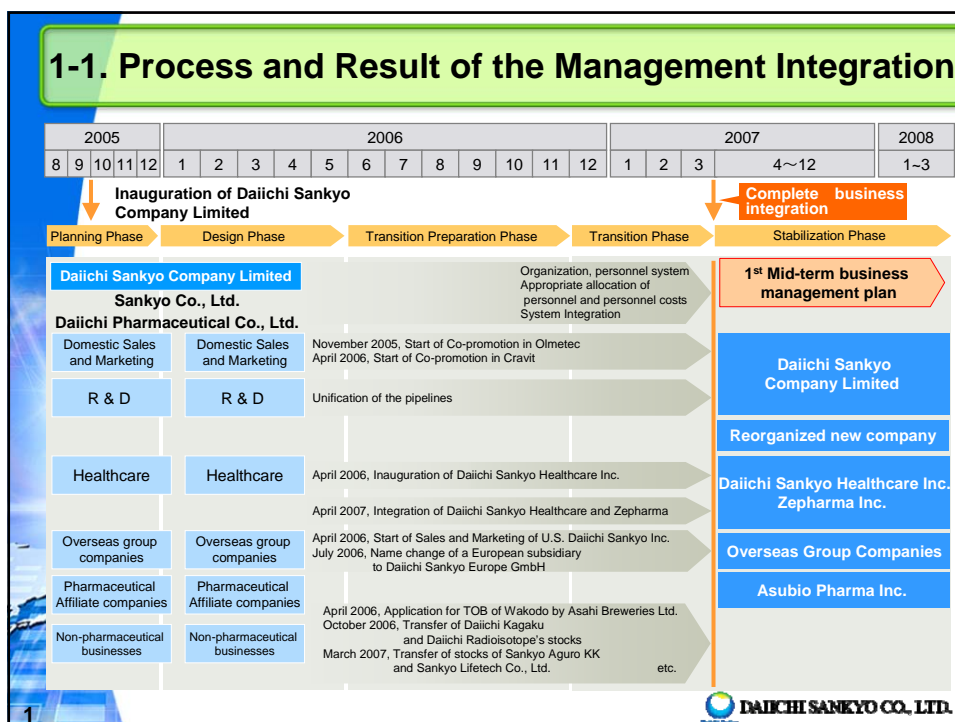 1-1. Process and Result of the Management Integration
2005 2006 2007 2008
8 9 10 11 12 1 2 3 4 5 6 7 8 9 10 11 12 1 2 3 4～12 1~3
Inauguration of Daiichi Sankyo
Company Limited
Complete business
integration
Planning Phase Design Phase Transition Preparation Phase Transition Phase Stabilization Phase
Daiichi Sankyo Company Limited
Sankyo Co., Ltd.
Daiichi Pharmaceutical Co., Ltd.
Organization, personnel system
Appropriate allocation of
personnel and personnel costs
System Integration
1st Mid-term business
management plan
Domestic Sales
and Marketing
Domestic Sales
and Marketing
November 2005, Start of Co-promotion in Olmetec
April 2006, Start of Co-promotion in Cravit
Daiichi Sankyo
Company Limited
R & D
R & D
Unification of the pipelines
Reorganized new company
Healthcare
Healthcare
April 2006, Inauguration of Daiichi Sankyo Healthcare Inc.
April 2007, Integration of Daiichi Sankyo Healthcare and Zepharma
Daiichi Sankyo Healthcare Inc.
Zepharma Inc.
Overseas group
companies
Overseas group
companies
April 2006, Start of Sales and Marketing of U.S. Daiichi Sankyo Inc.
July 2006, Name change of a European subsidiary
to Daiichi Sankyo Europe GmbH
Overseas Group Companies
Pharmaceutical
Affiliate companies
Pharmaceutical
Affiliate companies
Asubio Pharma Inc.
Non-pharmaceutical
businesses
Non-pharmaceutical
businesses
April 2006, Application for TOB of Wakodo by Asahi Breweries Ltd.
October 2006, Transfer of Daiichi Kagaku
and Daiichi Radioisotope's stocks
March 2007, Transfer of stocks of Sankyo Aguro KK
and Sankyo Lifetech Co., Ltd. etc.
1
DAIICHI SANKYO CO., LTD.